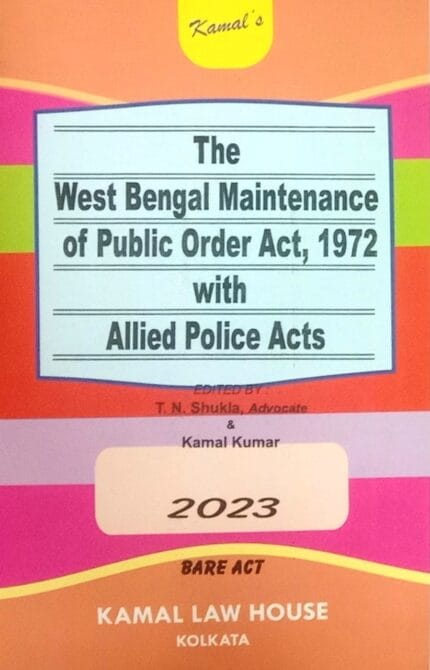 Kamal's
The
West Bengal Maintenance
of Public Order Act, 1972
with
Allied Police Acts
EDITED BY :
T. N. Shukla, Advocate
&
Kamal Kumar
2023
BARE ACT
KAMAL LAW HOUSE
KOLKATA